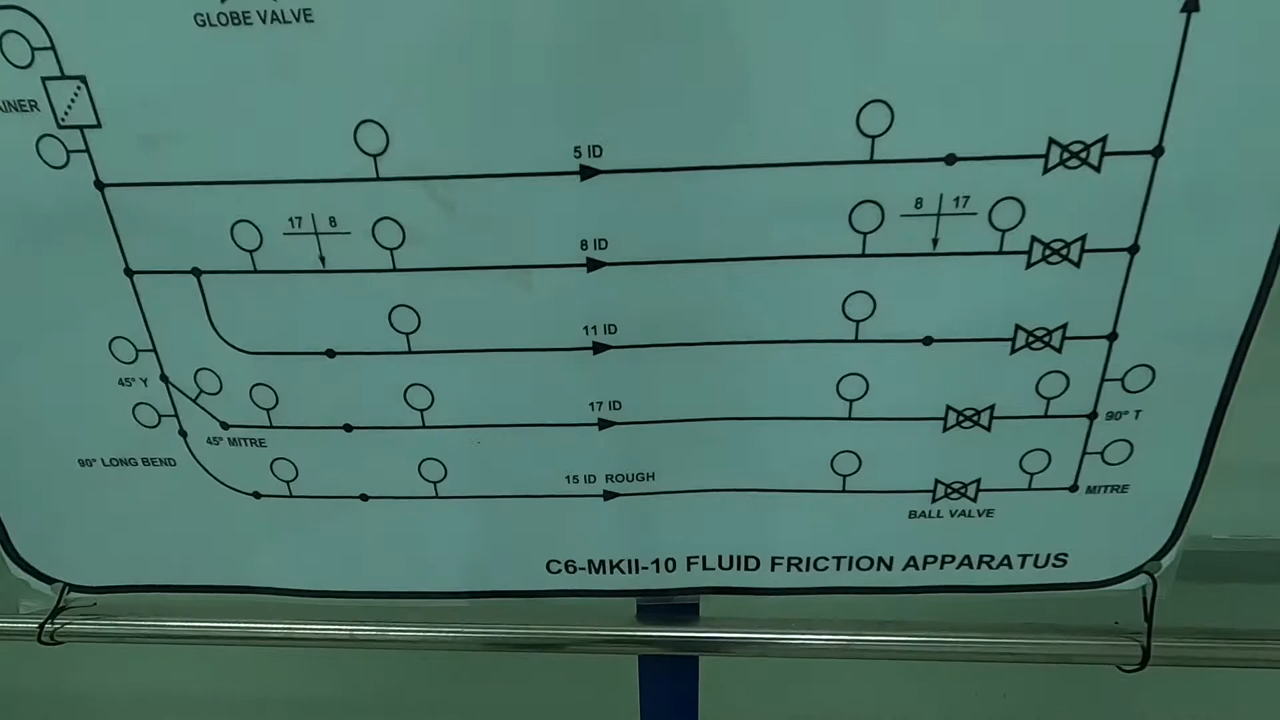 GLOBE VALVE
AINER
5 ID
17 8
8 17
8 ID
11 ID
45° Y
17 ID
90° T
45° MITRE
90° LONG BEND
15 ID ROUGH
MITRE
BALL VALVE
C6-MKII-10 FLUID FRICTION APPARATUS